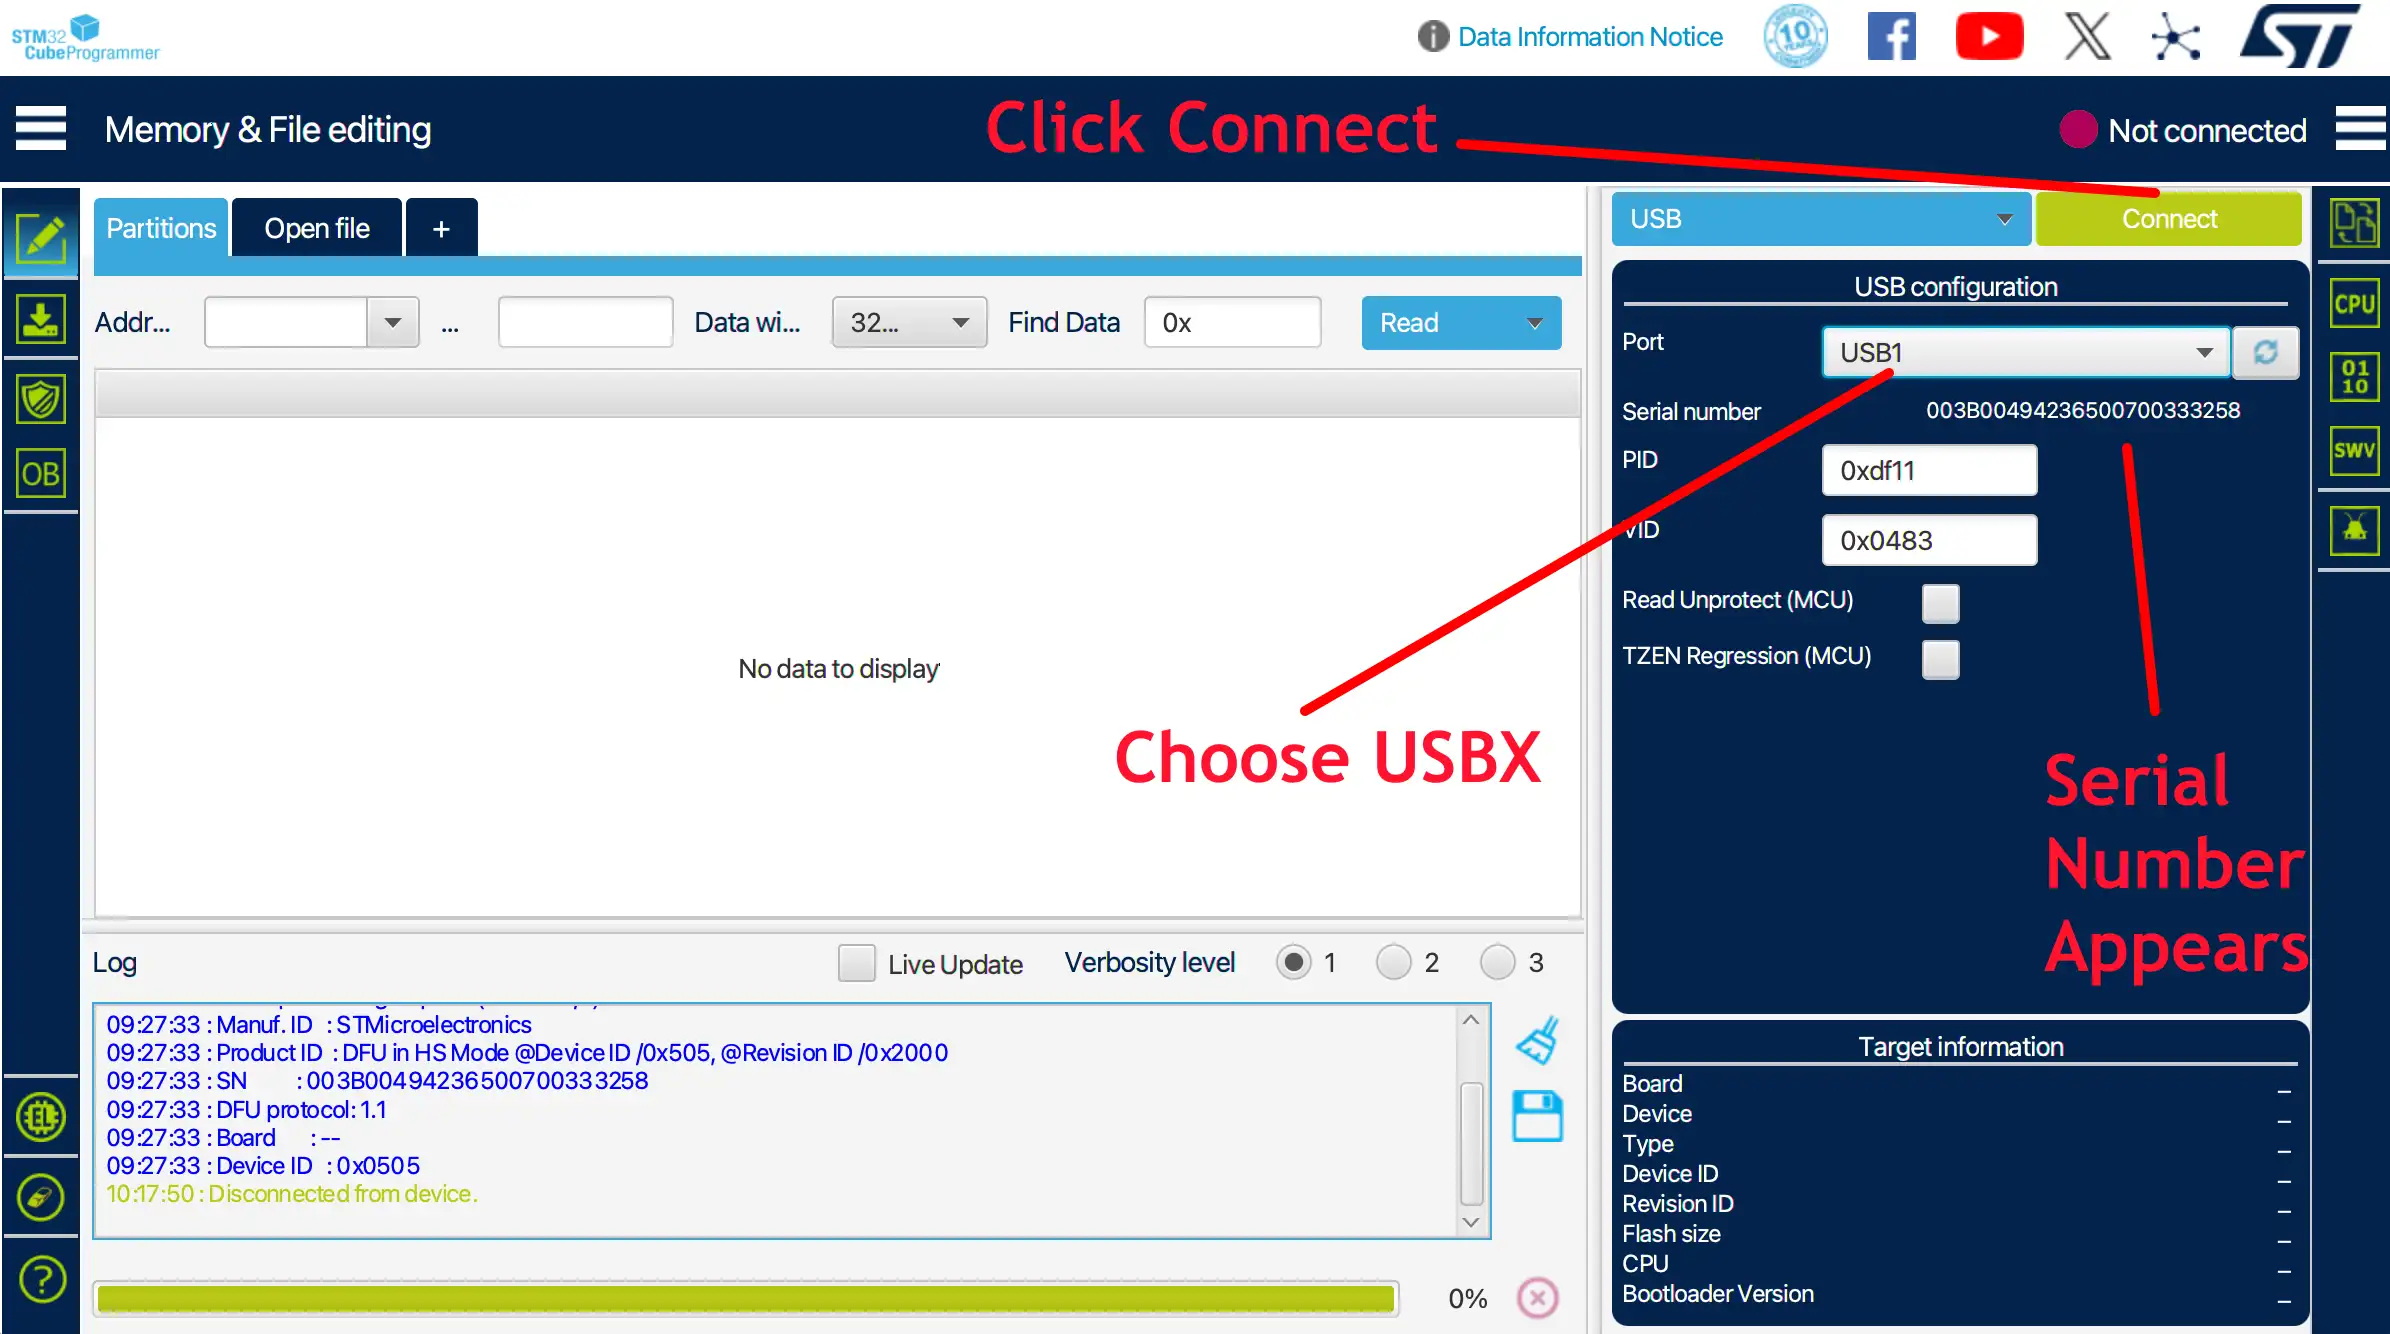 STM32
CubeProgrammer
Data Information Notice
10 YEARS
Memory & File editing
Click Connect
Not connected
Partitions
Open file
+
USB
Connect
Addr...
...
Data wi...
32...
Find Data
0x
Read
USB configuration
Port
USB1
Serial number
003B00494236500700333258
PID
0xdf11
VID
0x0483
Read Unprotect (MCU)
TZEN Regression (MCU)
No data to display
Choose USBX
Serial
Number
Appears
OB
CPU
01
10
SWV
Log
Live Update
Verbosity level
1
2
3
09:27:33 : Manuf. ID : STMicroelectronics
09:27:33 : Product ID : DFU in HS Mode @Device ID /0x505, @Revision ID /0x2000
09:27:33 : SN : 003B00494236500700333258
09:27:33 : DFU protocol: 1.1
09:27:33 : Board : --
09:27:33 : Device ID : 0x0505
10:17:50 : Disconnected from device.
0%
EL
?
Target information
Board –
Device –
Type –
Device ID –
Revision ID –
Flash size –
CPU –
Bootloader Version –